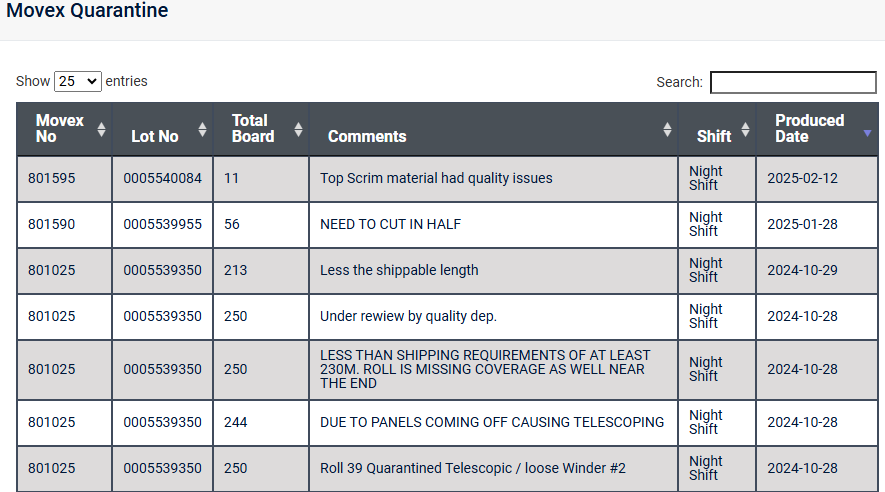 Movex Quarantine
Show 25 entries
Search:
Movex No Lot No Total Board Comments Shift Produced Date
801595 0005540084 11 Top Scrim material had quality issues Night Shift 2025-02-12
801590 0005539955 56 NEED TO CUT IN HALF Night Shift 2025-01-28
801025 0005539350 213 Less the shippable length Night Shift 2024-10-29
801025 0005539350 250 Under rewiew by quality dep. Night Shift 2024-10-28
801025 0005539350 250 LESS THAN SHIPPING REQUIREMENTS OF AT LEAST 230M. ROLL IS MISSING COVERAGE AS WELL NEAR THE END Night Shift 2024-10-28
801025 0005539350 244 DUE TO PANELS COMING OFF CAUSING TELESCOPING Night Shift 2024-10-28
801025 0005539350 250 Roll 39 Quarantined Telescopic / loose Winder #2 Night Shift 2024-10-28